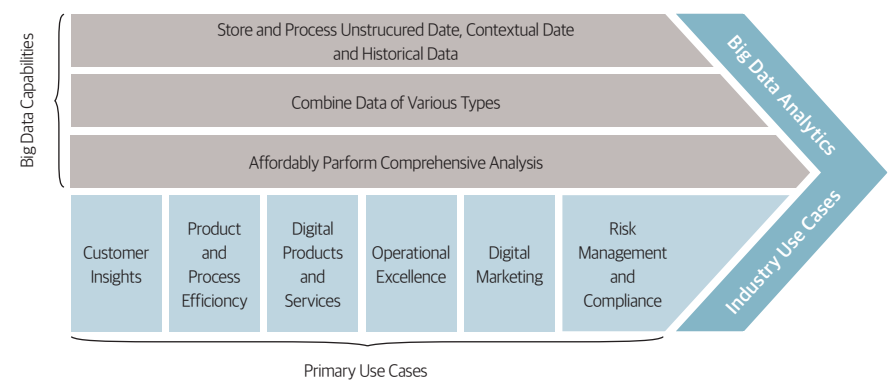 Big Data Capabilities
Store and Process Unstrucured Date, Contextual Date
and Historical Data
Combine Data of Various Types
Affordably Parform Comprehensive Analysis
Big Data Analytics
Industry Use Cases
Customer
Insights
Product
and
Process
Efficiency
Digital
Products
and
Services
Operational
Excellence
Digital
Marketing
Risk
Management
and
Compliance
Primary Use Cases